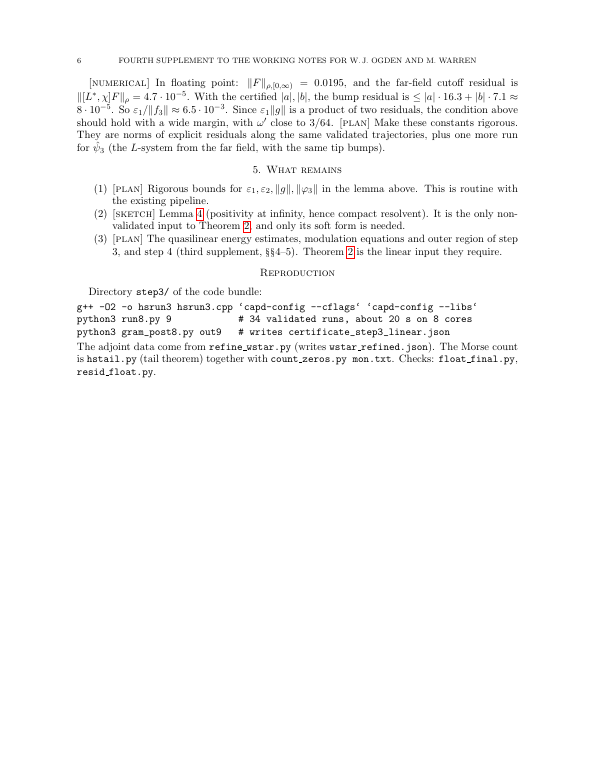 6 FOURTH SUPPLEMENT TO THE WORKING NOTES FOR W. J. OGDEN AND M. WARREN
[NUMERICAL] In floating point: ‖F‖ρ,[0,∞) = 0.0195, and the far-field cutoff residual is
‖[L*, χ]F‖ρ = 4.7 · 10⁻⁵. With the certified |a|, |b|, the bump residual is ≤ |a| · 16.3 + |b| · 7.1 ≈
8 · 10⁻⁵. So ε₁/‖f₃‖ ≈ 6.5 · 10⁻³. Since ε₁‖g‖ is a product of two residuals, the condition above
should hold with a wide margin, with ω′ close to 3/64. [PLAN] Make these constants rigorous.
They are norms of explicit residuals along the same validated trajectories, plus one more run
for ψ̂₃ (the L-system from the far field, with the same tip bumps).
5. WHAT REMAINS
(1) [PLAN] Rigorous bounds for ε₁, ε₂, ‖g‖, ‖φ₃‖ in the lemma above. This is routine with
the existing pipeline.
(2) [SKETCH] Lemma 4 (positivity at infinity, hence compact resolvent). It is the only non-
validated input to Theorem 2, and only its soft form is needed.
(3) [PLAN] The quasilinear energy estimates, modulation equations and outer region of step
3, and step 4 (third supplement, §§4–5). Theorem 2 is the linear input they require.
REPRODUCTION
Directory step3/ of the code bundle:
g++ -O2 -o hsrun3 hsrun3.cpp ‘capd-config --cflags‘ ‘capd-config --libs‘
python3 run8.py 9 # 34 validated runs, about 20 s on 8 cores
python3 gram_post8.py out9 # writes certificate_step3_linear.json
The adjoint data come from refine_wstar.py (writes wstar_refined.json). The Morse count
is hstail.py (tail theorem) together with count_zeros.py mon.txt. Checks: float_final.py,
resid_float.py.